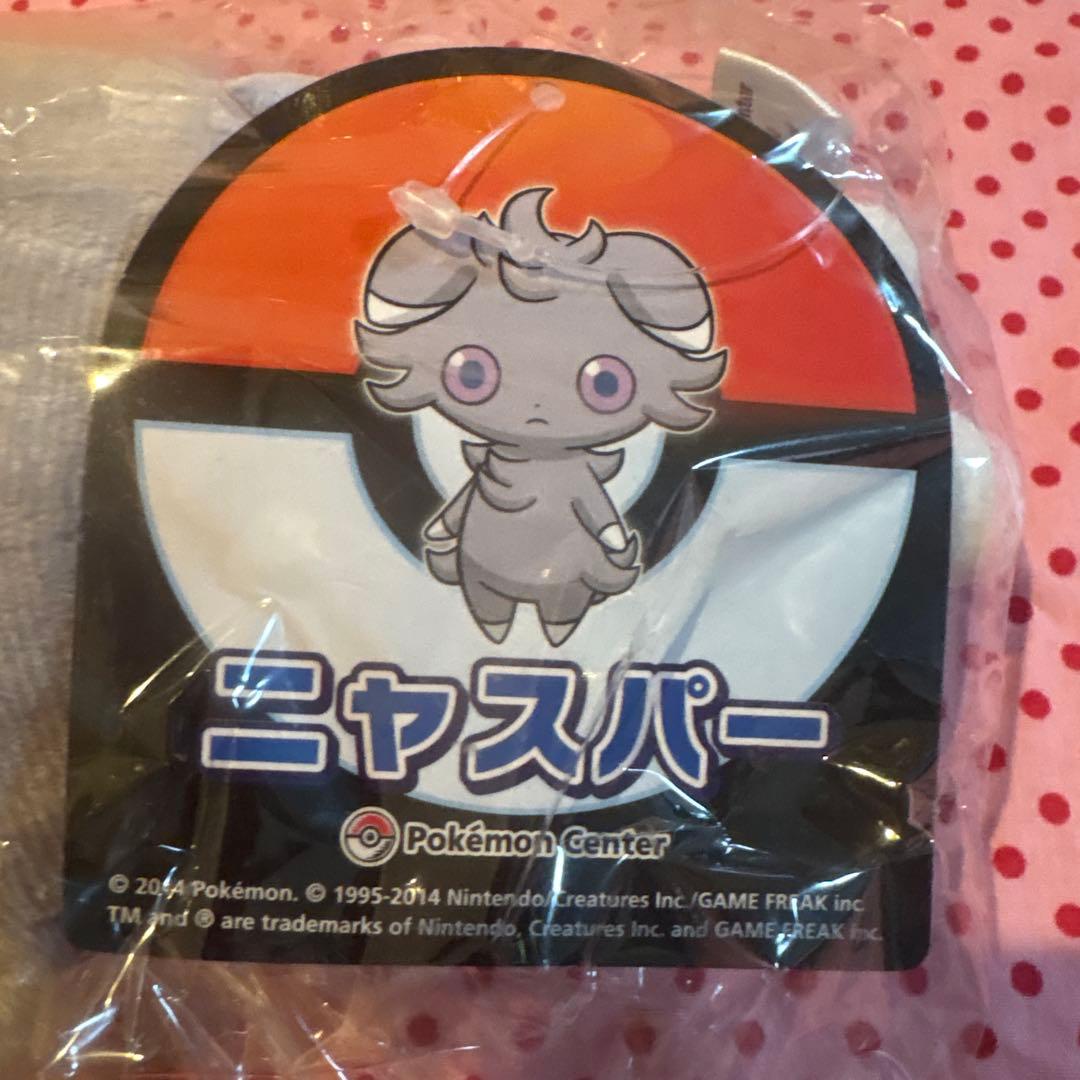 ニャスパー
Pokémon Center
© 2014 Pokémon. © 1995-2014 Nintendo/Creatures Inc./GAME FREAK inc.
TM and ® are trademarks of Nintendo, Creatures Inc. and GAME FREAK inc.